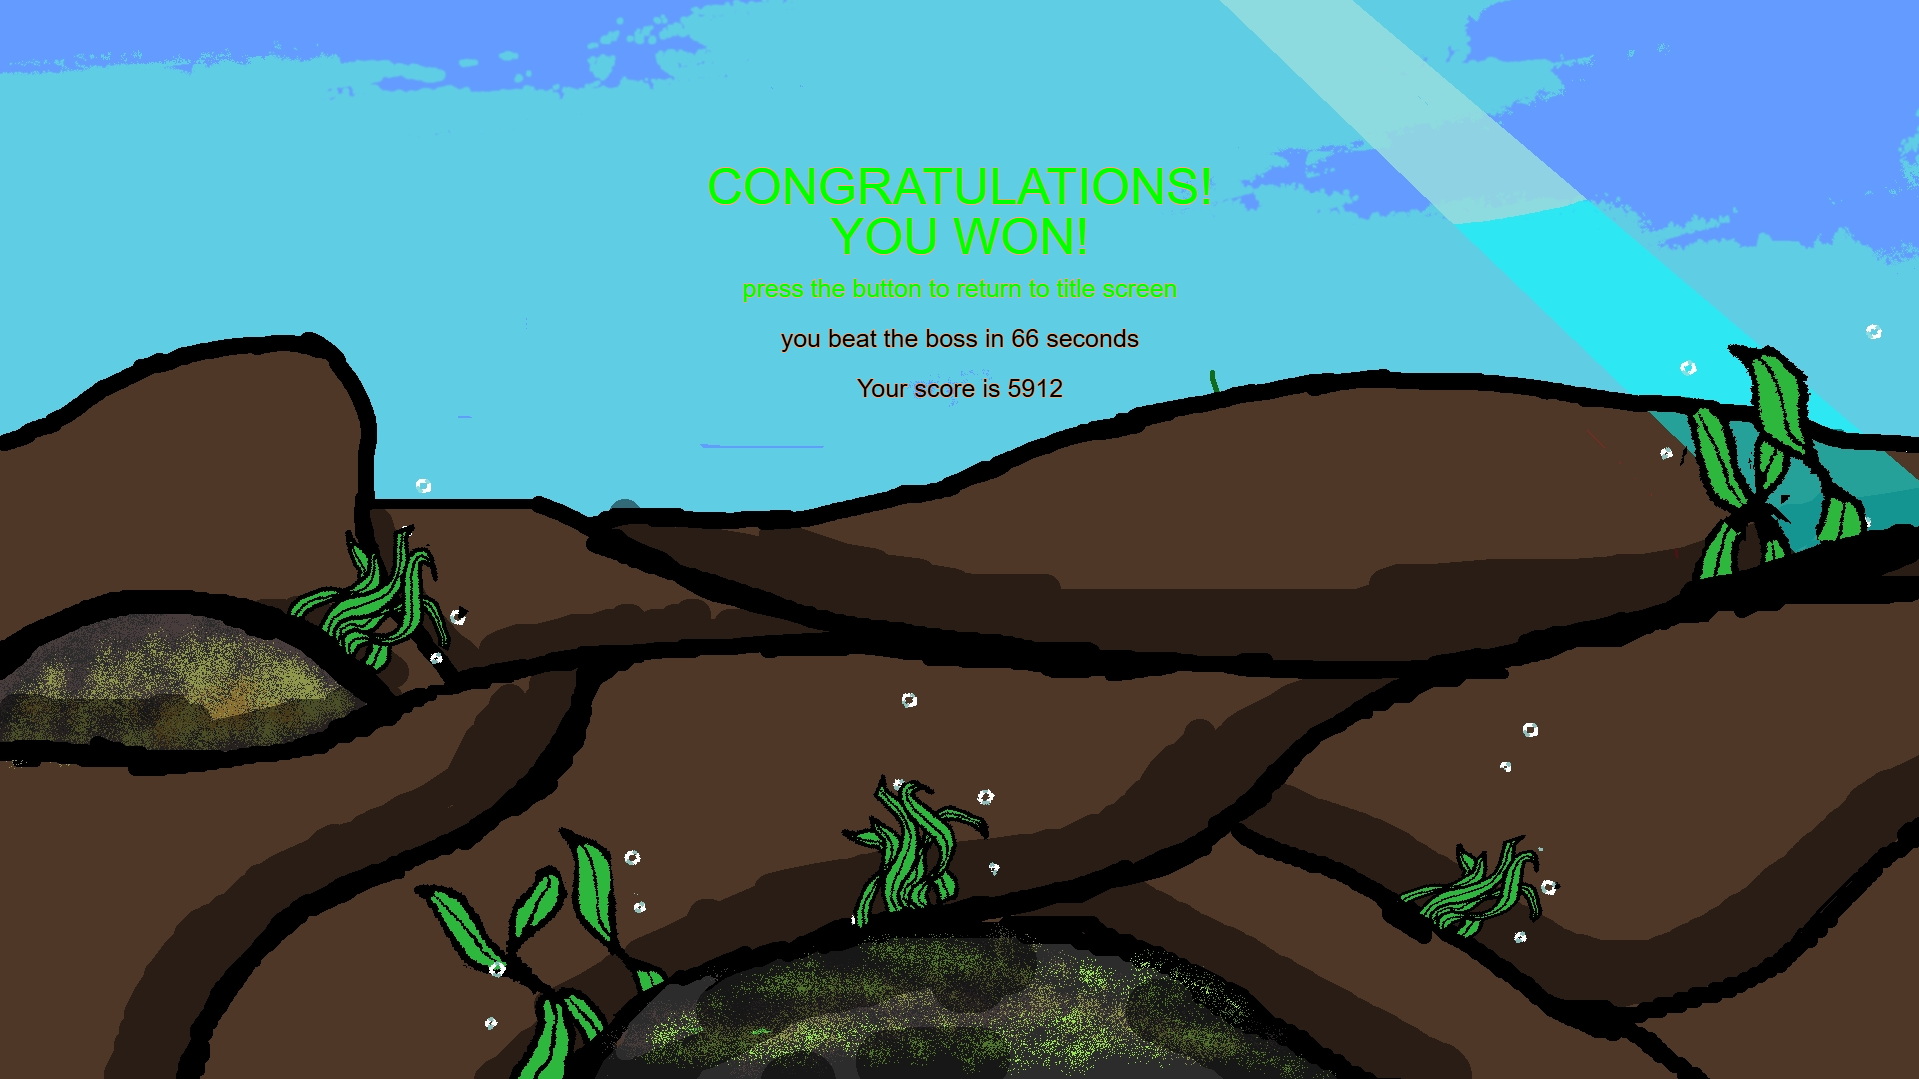 CONGRATULATIONS!
YOU WON!
press the button to return to title screen
you beat the boss in 66 seconds
Your score is 5912